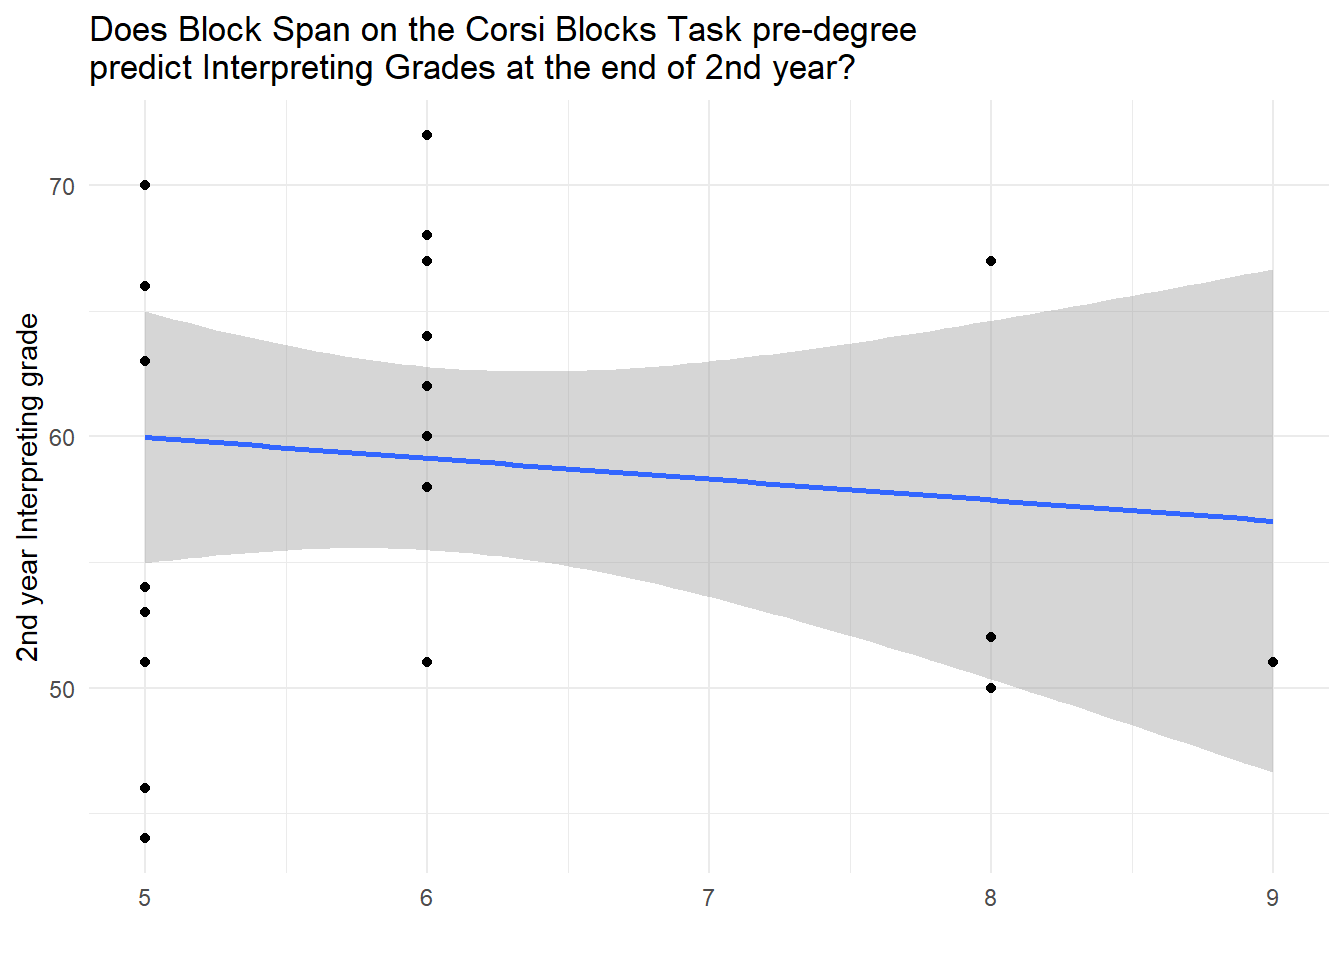 Does Block Span on the Corsi Blocks Task pre-degree
predict Interpreting Grades at the end of 2nd year?
2nd year Interpreting grade
70
60
50
5 6 7 8 9